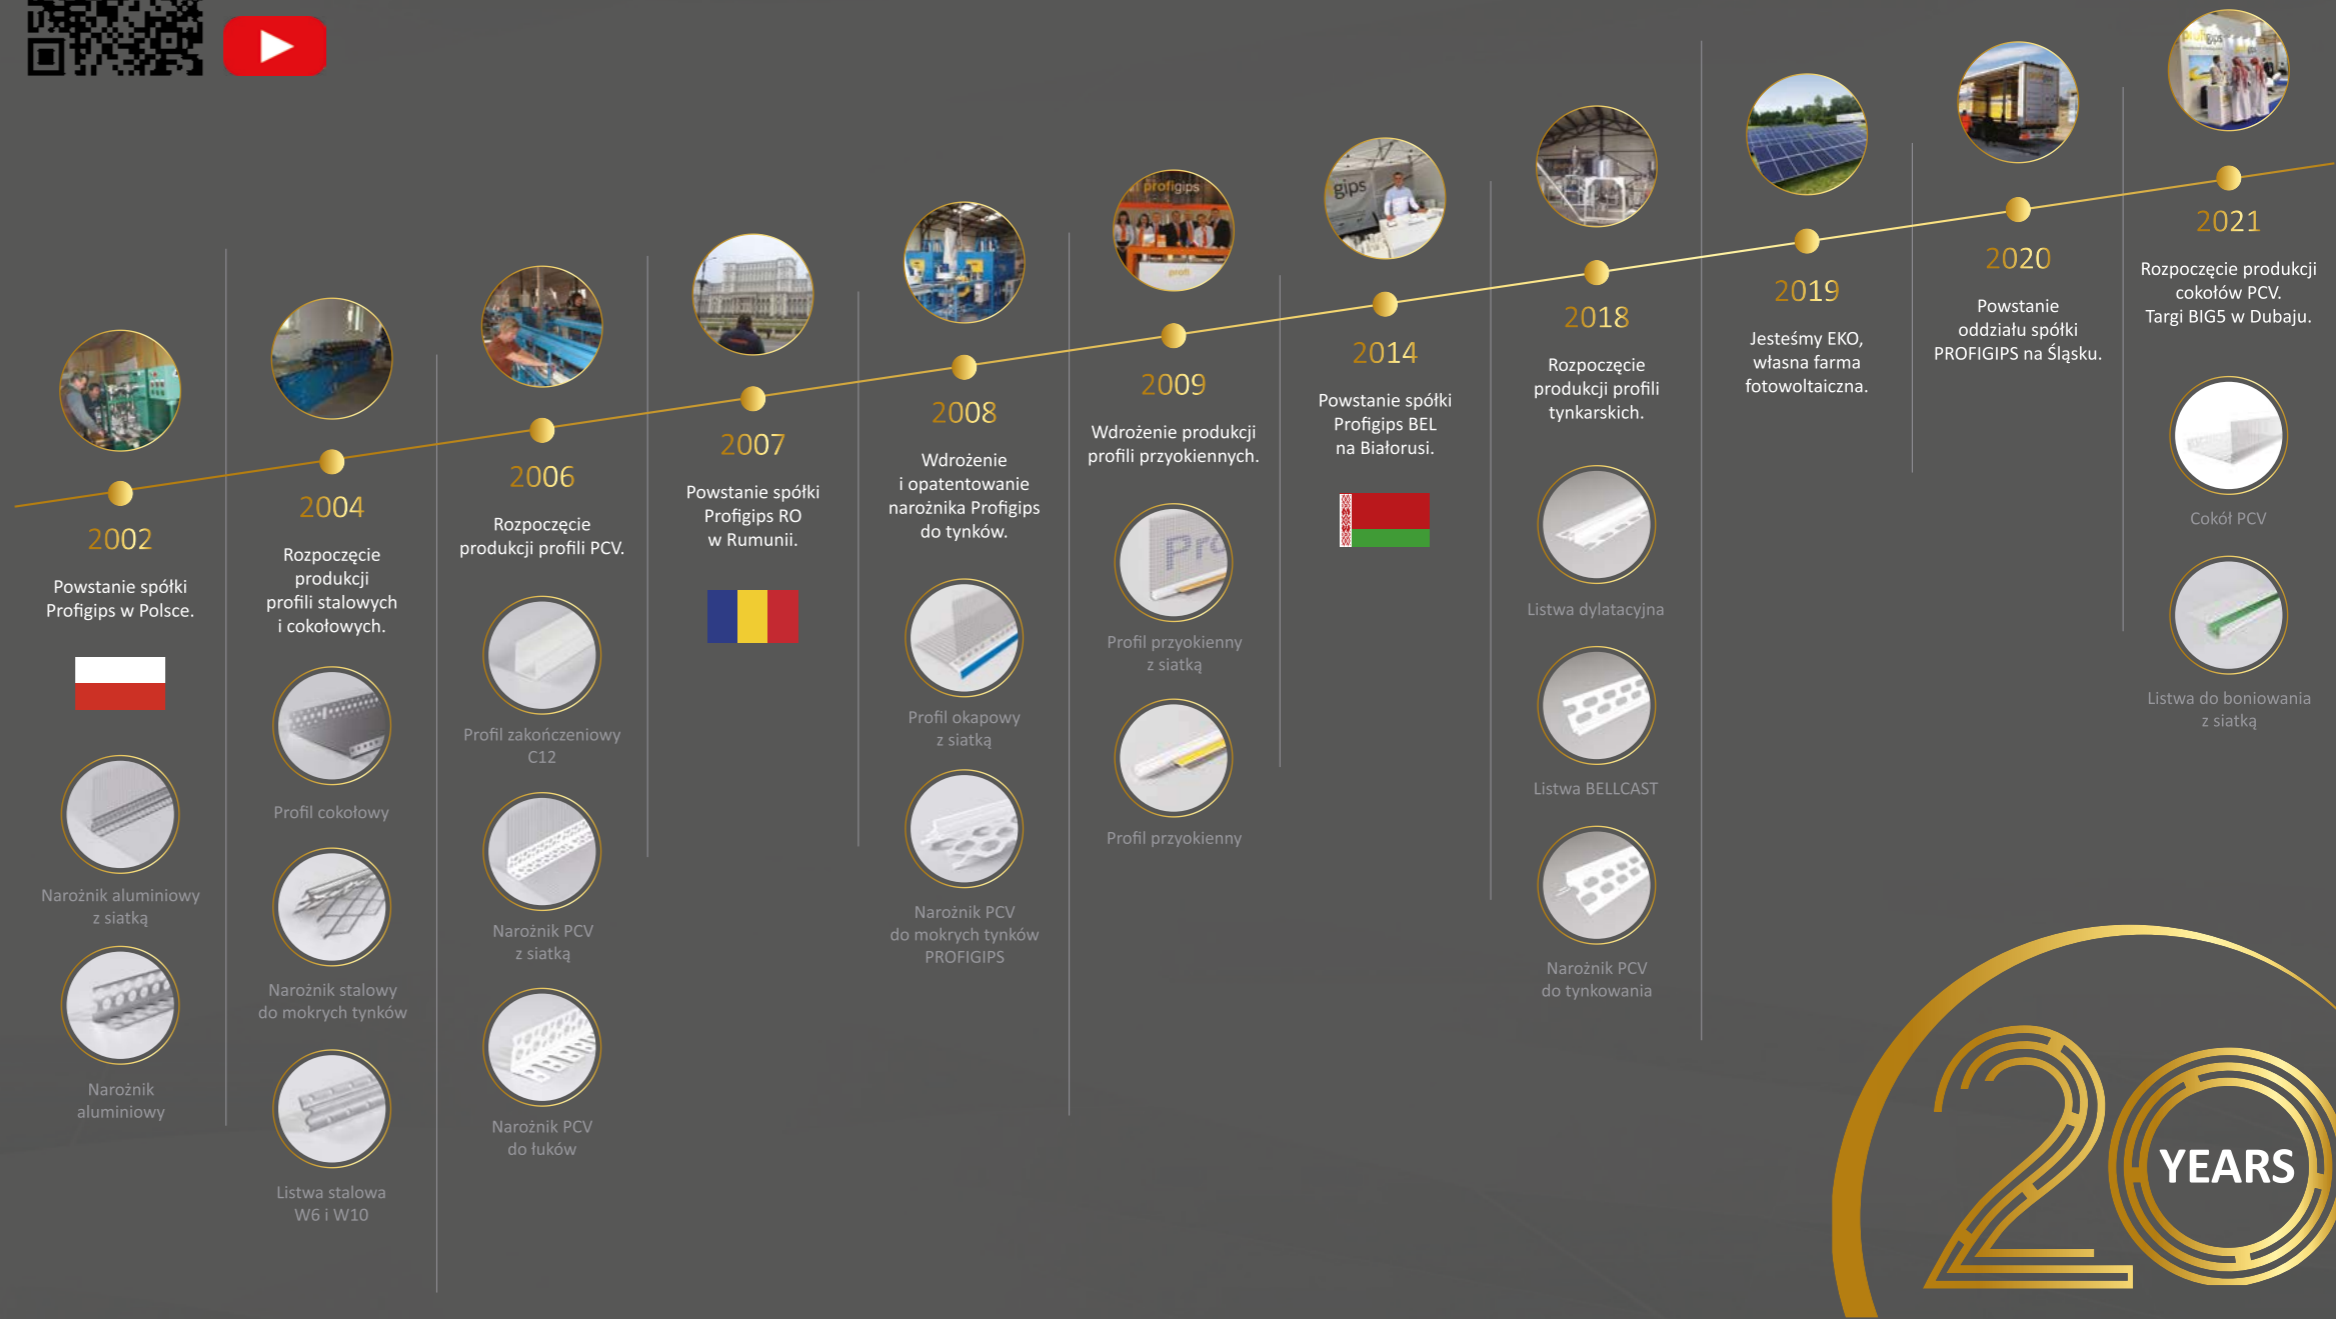 2002
Powstanie spółki
Profigips w Polsce.
Narożnik aluminiowy
z siatką
Narożnik
aluminiowy
2004
Rozpoczęcie
produkcji
profili stalowych
i cokołowych.
Profil cokołowy
Narożnik stalowy
do mokrych tynków
Listwa stalowa
W6 i W10
2006
Rozpoczęcie
produkcji profili PCV.
Profil zakończeniowy
C12
Narożnik PCV
z siatką
Narożnik PCV
do łuków
2007
Powstanie spółki
Profigips RO
w Rumunii.
2008
Wdrożenie
i opatentowanie
narożnika Profigips
do tynków.
Profil okapowy
z siatką
Narożnik PCV
do mokrych tynków
PROFIGIPS
profigips
profi
2009
Wdrożenie produkcji
profili przyokiennych.
Pro
Profil przyokienny
z siatką
Profil przyokienny
gips
2014
Powstanie spółki
Profigips BEL
na Białorusi.
2018
Rozpoczęcie
produkcji profili
tynkarskich.
Listwa dylatacyjna
Listwa BELLCAST
Narożnik PCV
do tynkowania
2019
Jesteśmy EKO,
własna farma
fotowoltaiczna.
2020
Powstanie
oddziału spółki
PROFIGIPS na Śląsku.
profigips
2021
Rozpoczęcie produkcji
cokołów PCV.
Targi BIG5 w Dubaju.
Cokół PCV
Listwa do boniowania
z siatką
20
YEARS